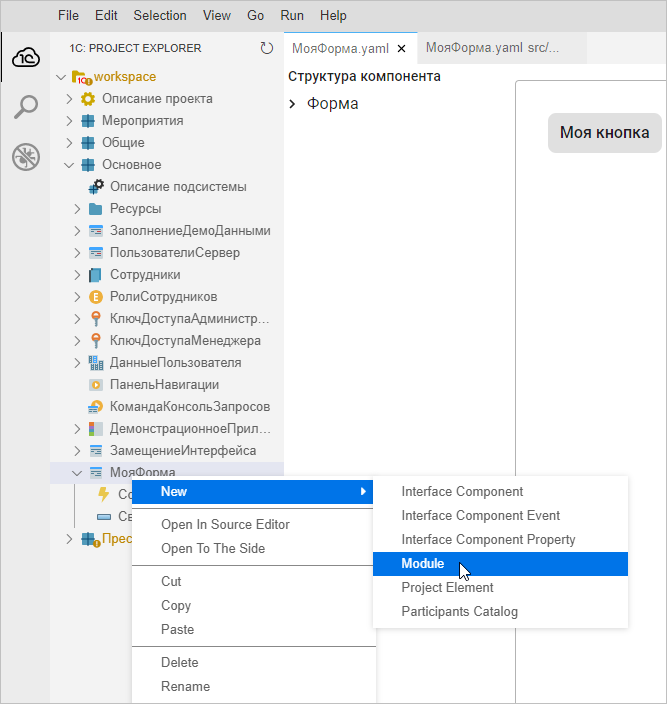 File Edit Selection View Go Run Help
1C: PROJECT EXPLORER
МояФорма.yaml
МояФорма.yaml src/...
Структура компонента
Форма
Моя кнопка
workspace
Описание проекта
Мероприятия
Общие
Основное
Описание подсистемы
Ресурсы
ЗаполнениеДемоДанными
ПользователиСервер
Сотрудники
РолиСотрудников
КлючДоступаАдминистр...
КлючДоступаМенеджера
ДанныеПользователя
ПанельНавигации
КомандаКонсольЗапросов
ДемонстрационноеПрил...
ЗамещениеИнтерфейса
МояФорма
Со
Св
Прес
New
Open In Source Editor
Open To The Side
Cut
Copy
Paste
Delete
Rename
Interface Component
Interface Component Event
Interface Component Property
Module
Project Element
Participants Catalog